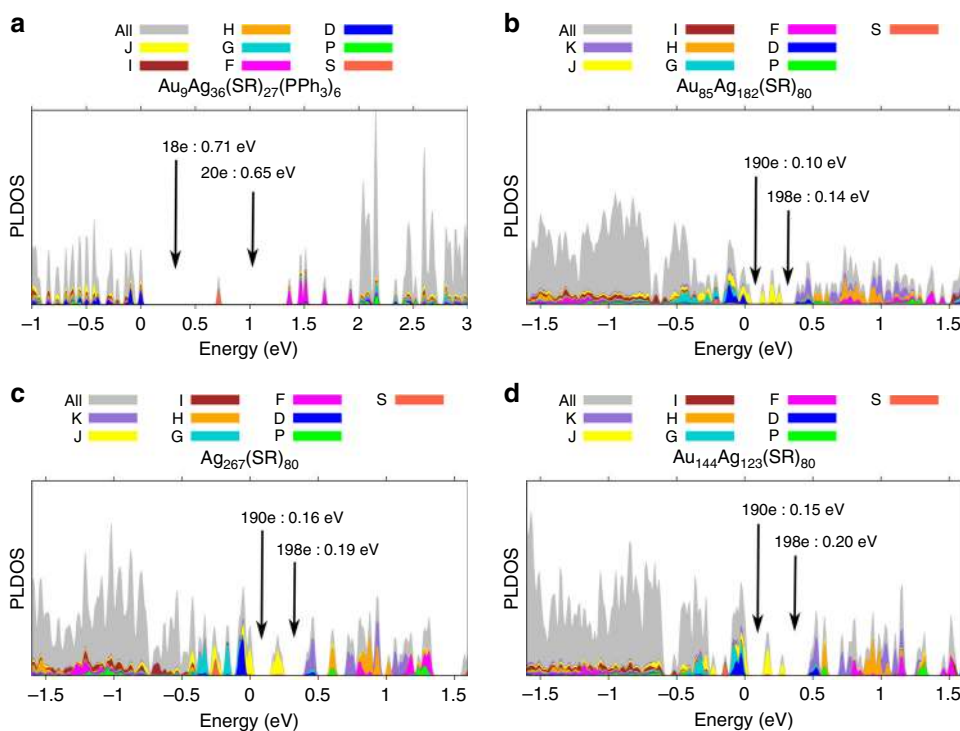 a
All H D
J G P
I F S
Au9Ag36(SR)27(PPh3)6
18e : 0.71 eV
20e : 0.65 eV
PLDOS
−1 −0.5 0 0.5 1 1.5 2 2.5 3
Energy (eV)
b
All I F S
K H D
J G P
Au85Ag182(SR)80
190e : 0.10 eV
198e : 0.14 eV
PLDOS
−1.5 −1 −0.5 0 0.5 1 1.5
Energy (eV)
c
All I F S
K H D
J G P
Ag267(SR)80
190e : 0.16 eV
198e : 0.19 eV
PLDOS
−1.5 −1 −0.5 0 0.5 1 1.5
Energy (eV)
d
All I F S
K H D
J G P
Au144Ag123(SR)80
190e : 0.15 eV
198e : 0.20 eV
PLDOS
−1.5 −1 −0.5 0 0.5 1 1.5
Energy (eV)